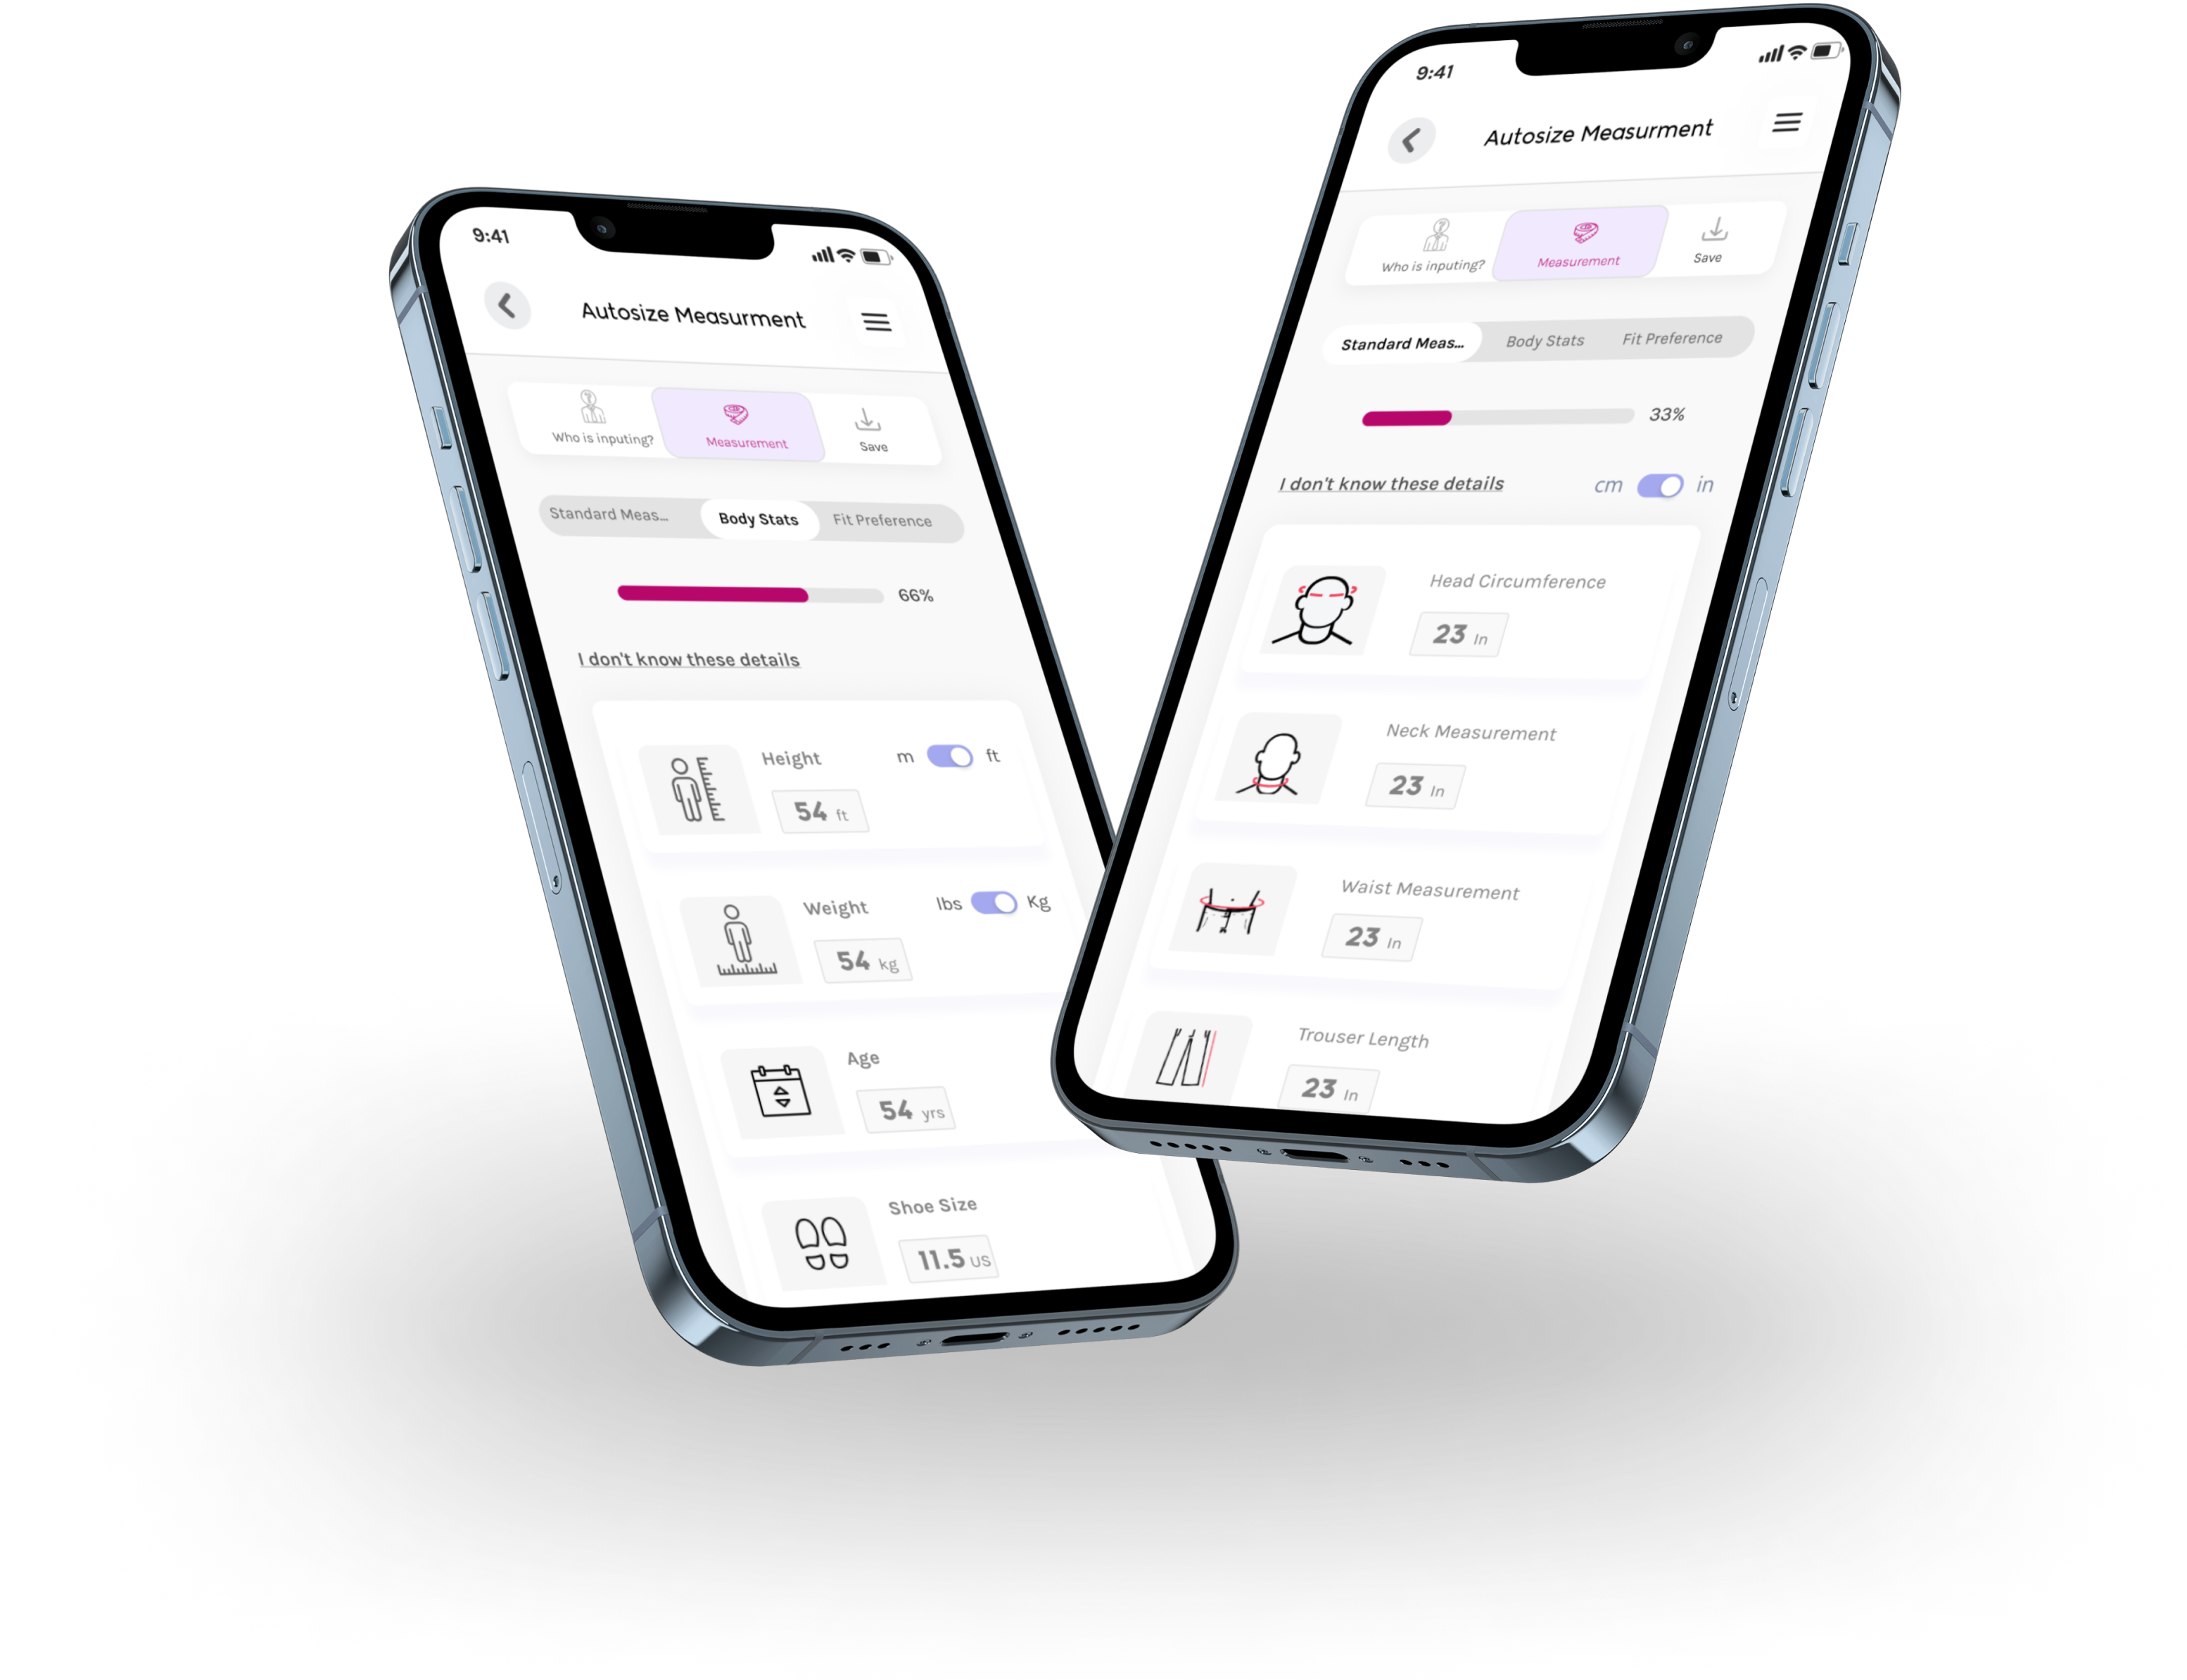 9:41
Autosize Measurment
Who is inputing?
Measurement
Save
Standard Meas...
Body Stats
Fit Preference
66%
I don't know these details
Height
m
ft
54 ft
Weight
lbs
Kg
54 kg
Age
54 yrs
Shoe Size
11.5 US
9:41
Autosize Measurment
Who is inputing?
Measurement
Save
Standard Meas...
Body Stats
Fit Preference
33%
I don't know these details
cm
in
Head Circumference
23 In
Neck Measurement
23 In
Waist Measurement
23 In
Trouser Length
23 In